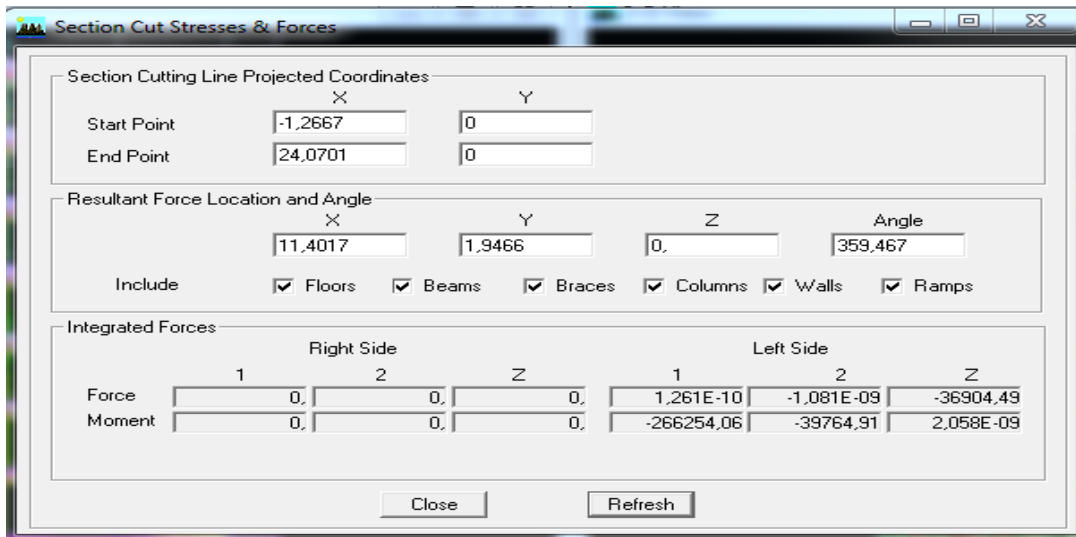 Section Cut Stresses & Forces
Section Cutting Line Projected Coordinates
X Y
Start Point -1,2667 0
End Point 24,0701 0
Resultant Force Location and Angle
X Y Z Angle
11,4017 1,9466 0, 359,467
Include Floors Beams Braces Columns Walls Ramps
Integrated Forces
Right Side Left Side
1 2 Z 1 2 Z
Force 0, 0, 0, 1,261E-10 -1,081E-09 -36904,49
Moment 0, 0, 0, -266254,06 -39764,91 2,058E-09
Close Refresh